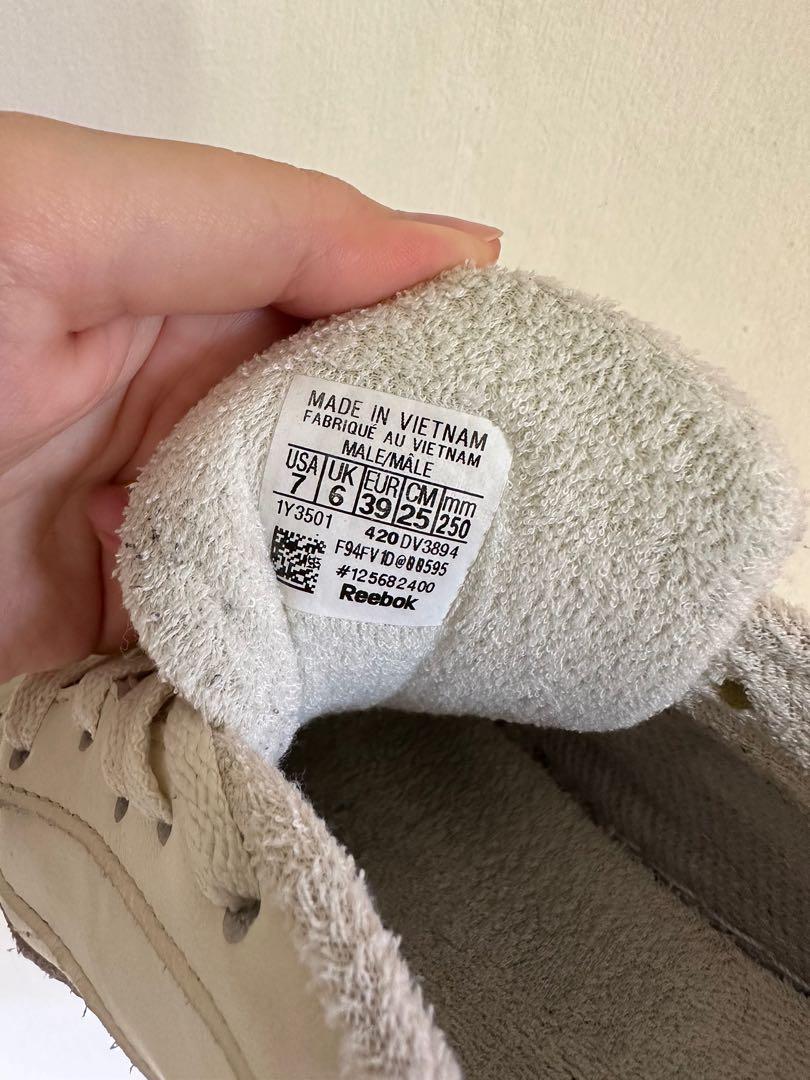 MADE IN VIETNAM
FABRIQUÉ AU VIETNAM
MALE/MÂLE
USA UK EUR CM mm
7 6 39 25 250
1Y3501 420 DV3894
F94FV1D@
#125682400
Reebok